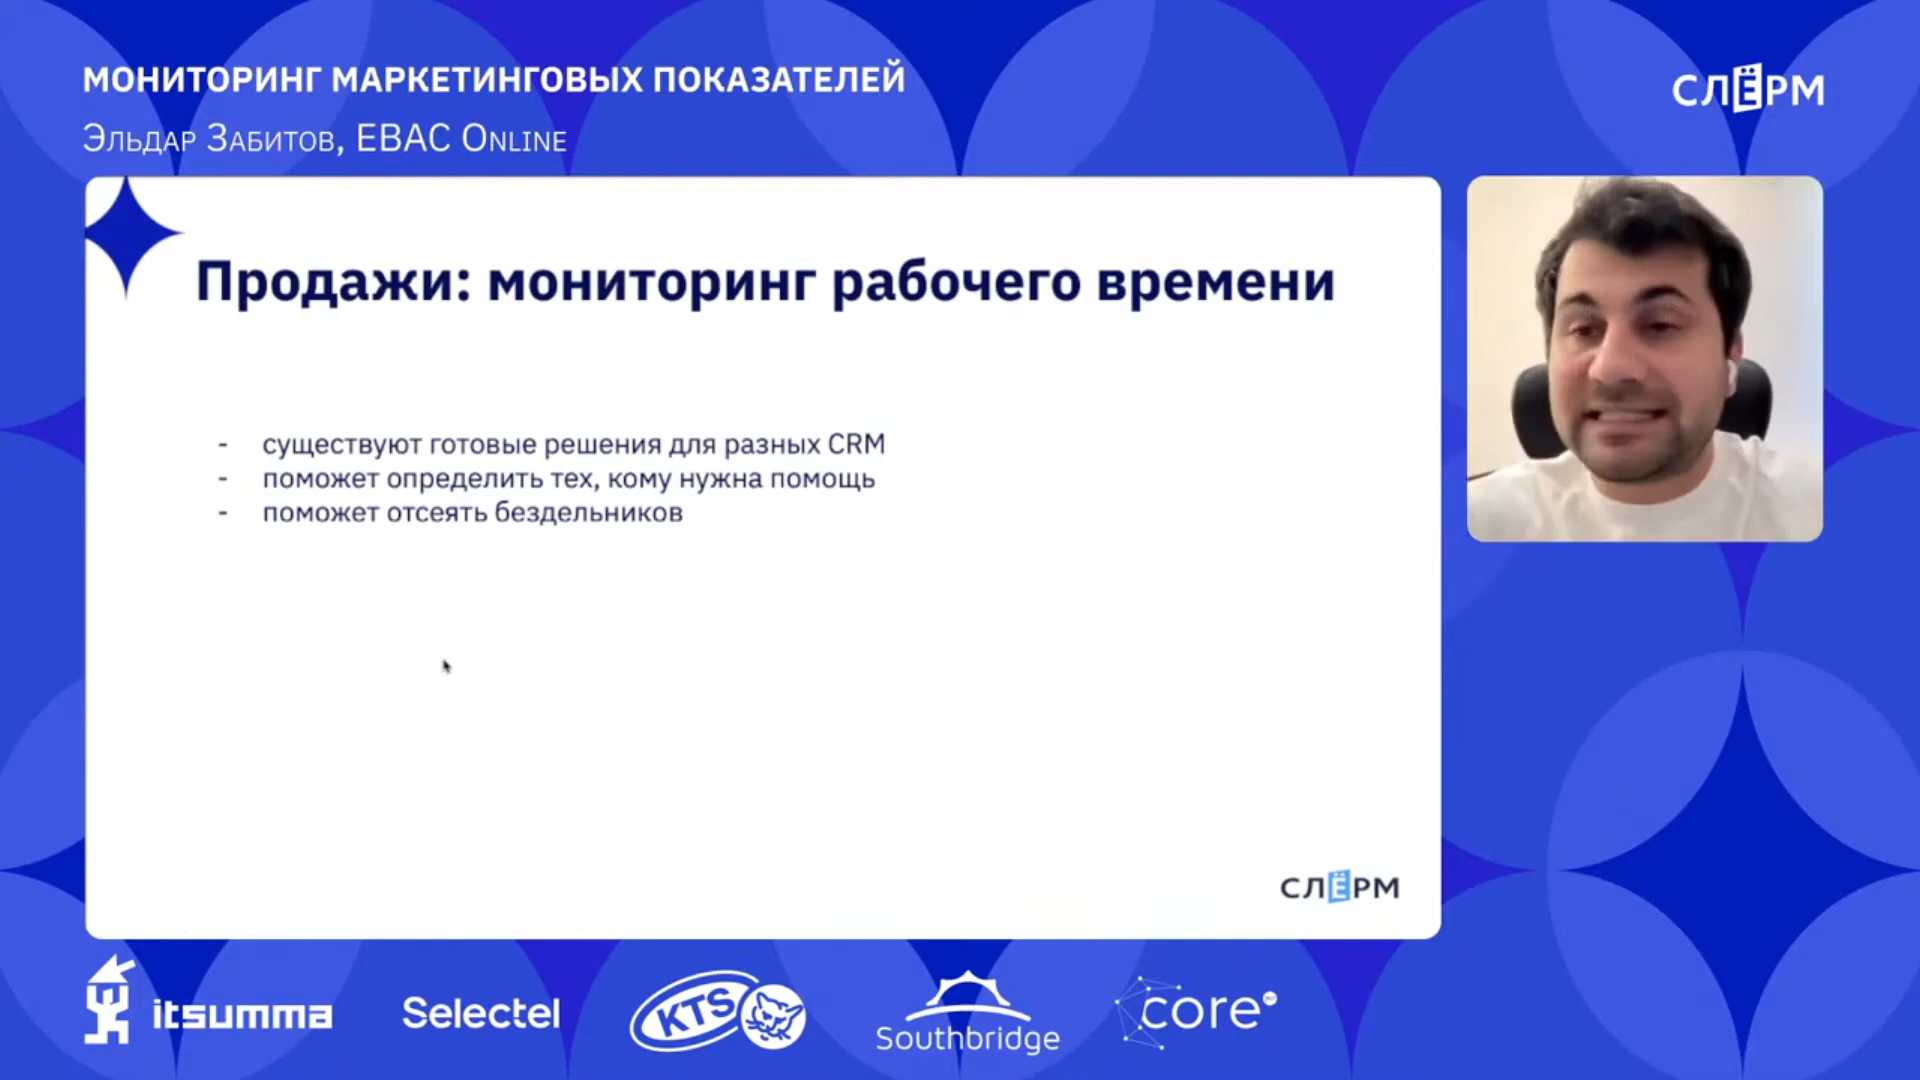 МОНИТОРИНГ МАРКЕТИНГОВЫХ ПОКАЗАТЕЛЕЙ
Эльдар Забитов, EBAC Online
СЛЁРМ
Продажи: мониторинг рабочего времени
- существуют готовые решения для разных CRM
- поможет определить тех, кому нужна помощь
- поможет отсеять бездельников
СЛЁРМ
itsumma
Selectel
KTS
Southbridge
core